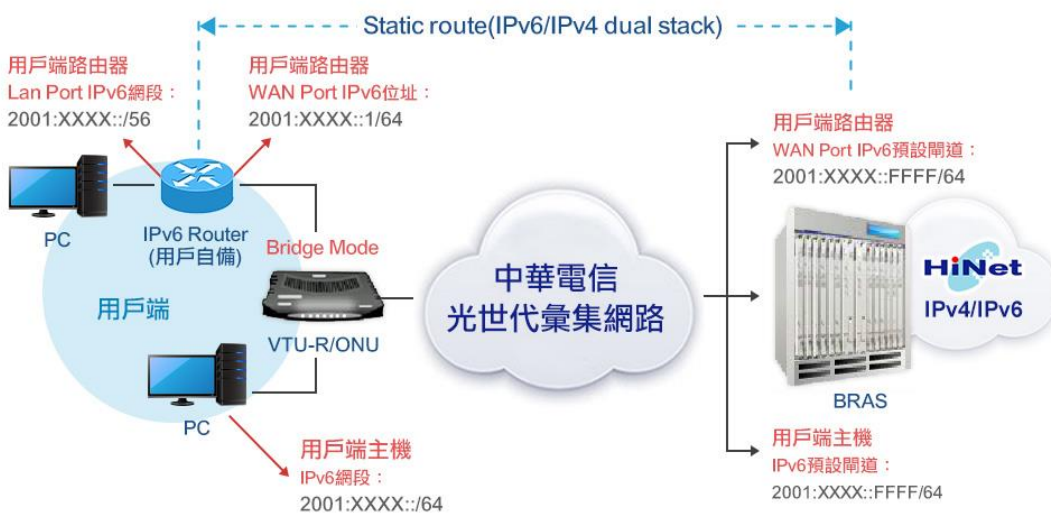 Static route(IPv6/IPv4 dual stack)
用戶端路由器
Lan Port IPv6網段：
2001:XXXX::/56
用戶端路由器
WAN Port IPv6位址：
2001:XXXX::1/64
用戶端路由器
WAN Port IPv6預設閘道：
2001:XXXX::FFFF/64
PC
IPv6 Router
(用戶自備)
Bridge Mode
用戶端
VTU-R/ONU
PC
中華電信
光世代彙集網路
HiNet
IPv4/IPv6
BRAS
用戶端主機
IPv6網段：
2001:XXXX::/64
用戶端主機
IPv6預設閘道：
2001:XXXX::FFFF/64